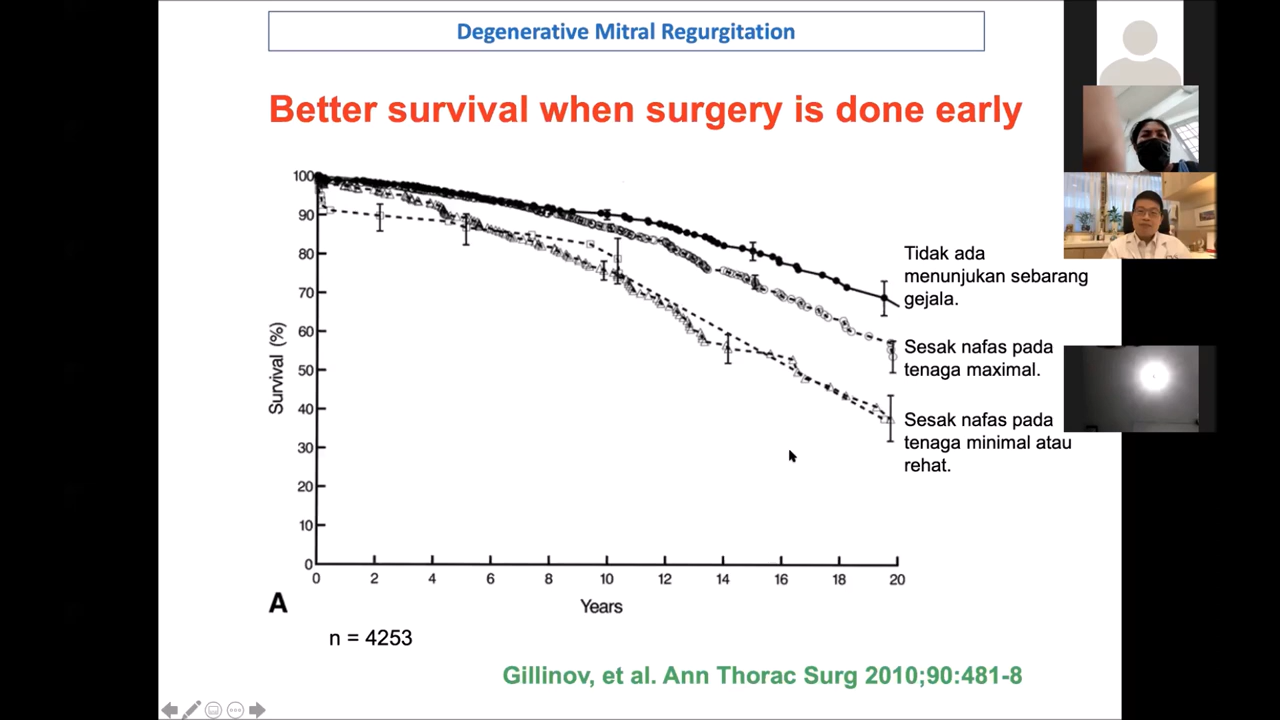 Degenerative Mitral Regurgitation
Better survival when surgery is done early
100
90
80
70
60
50
40
30
20
10
0
Survival (%)
0 2 4 6 8 10 12 14 16 18 20
Years
Tidak ada
menunjukan sebarang
gejala.
Sesak nafas pada
tenaga maximal.
Sesak nafas pada
tenaga minimal atau
rehat.
A
n = 4253
Gillinov, et al. Ann Thorac Surg 2010;90:481-8